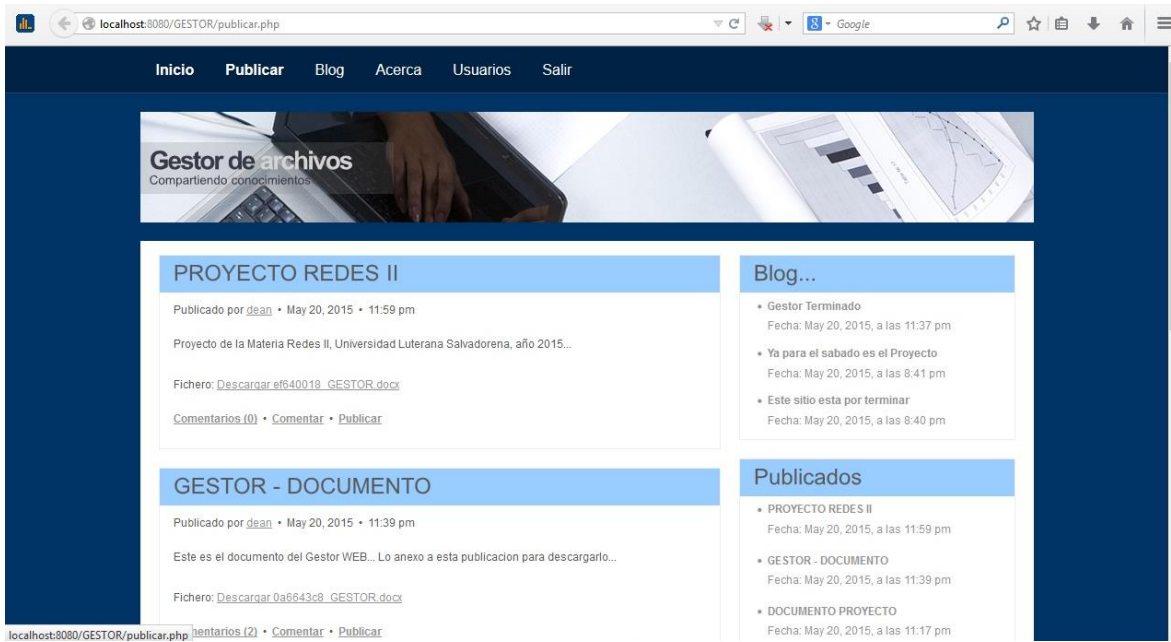 localhost:8080/GESTOR/publicar.php
Google
Inicio Publicar Blog Acerca Usuarios Salir
Gestor de archivos
Compartiendo conocimientos
PROYECTO REDES II
Publicado por dean • May 20, 2015 • 11:59 pm
Proyecto de la Materia Redes II, Universidad Luterana Salvadorena, año 2015...
Fichero: Descargar ef640018_GESTOR.docx
Comentarios (0) • Comentar • Publicar
GESTOR - DOCUMENTO
Publicado por dean • May 20, 2015 • 11:39 pm
Este es el documento del Gestor WEB... Lo anexo a esta publicacion para descargarlo...
Fichero: Descargar 0a6643c8_GESTOR.docx
mentarios (2) • Comentar • Publicar
Blog...
• Gestor Terminado
Fecha: May 20, 2015, a las 11:37 pm
• Ya para el sabado es el Proyecto
Fecha: May 20, 2015, a las 8:41 pm
• Este sitio esta por terminar
Fecha: May 20, 2015, a las 8:40 pm
Publicados
• PROYECTO REDES II
Fecha: May 20, 2015, a las 11:59 pm
• GESTOR - DOCUMENTO
Fecha: May 20, 2015, a las 11:39 pm
• DOCUMENTO PROYECTO
Fecha: May 20, 2015, a las 11:17 pm
localhost:8080/GESTOR/publicar.php